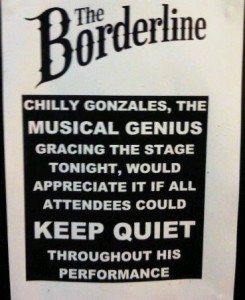 The
Borderline
CHILLY GONZALES, THE
MUSICAL GENIUS
GRACING THE STAGE
TONIGHT, WOULD
APPRECIATE IT IF ALL
ATTENDEES COULD
KEEP QUIET
THROUGHOUT HIS
PERFORMANCE